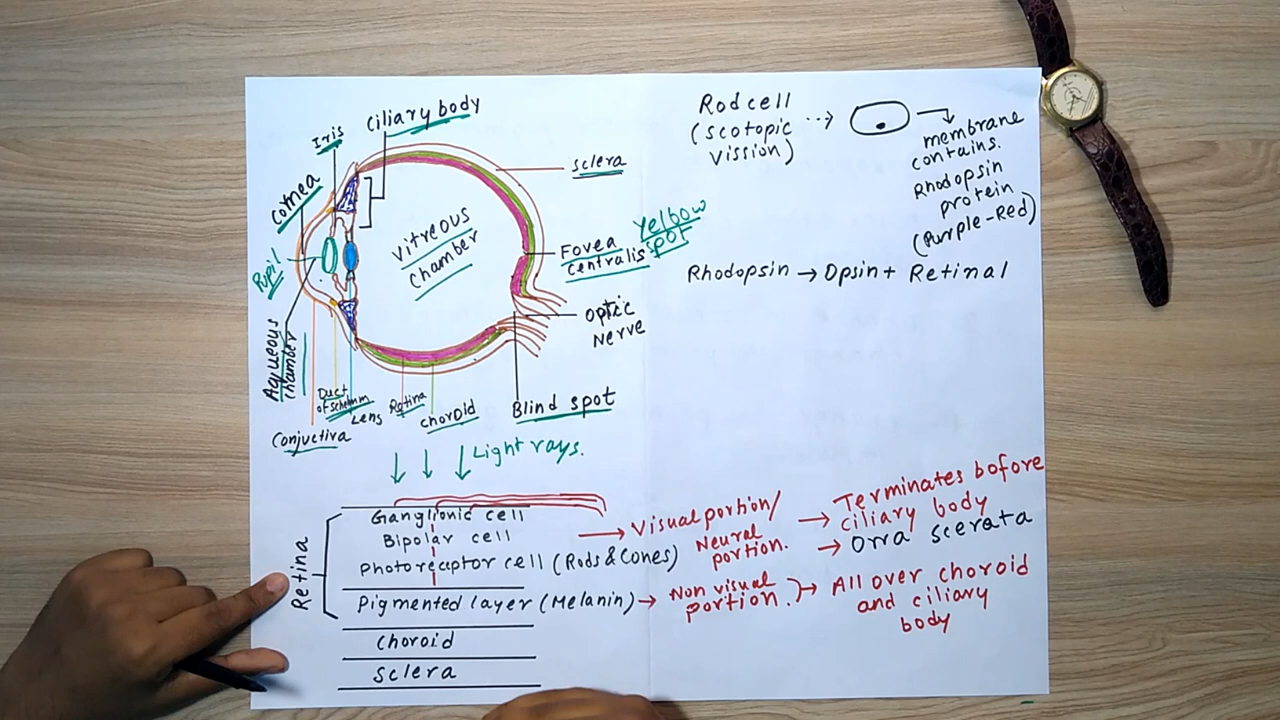 Ciliary body
Iris
Cornea
Pupil
Aqueous
chamber
Vitreous
chamber
sclera
Yelbow
spot
Fovea
centralis
optic
Nerve
Blind spot
Duct
of schelmm
Lens
Retina
choroid
Conjuctiva
Light rays.
Rod cell
(scotopic
vission)
membrane
contains.
Rhodopsin
protein
(Purple-Red)
Rhodopsin → Opsin + Retinal
Retina
Ganglionic cell
Bipolar cell
Photoreceptor cell (Rods & Cones)
Pigmented layer (Melanin) →
choroid
sclera
→ Visual portion/
Neural
portion.
Non visual
portion.
→ Terminates before
ciliary body
→ Orra scerata
→ All over choroid
and ciliary
body